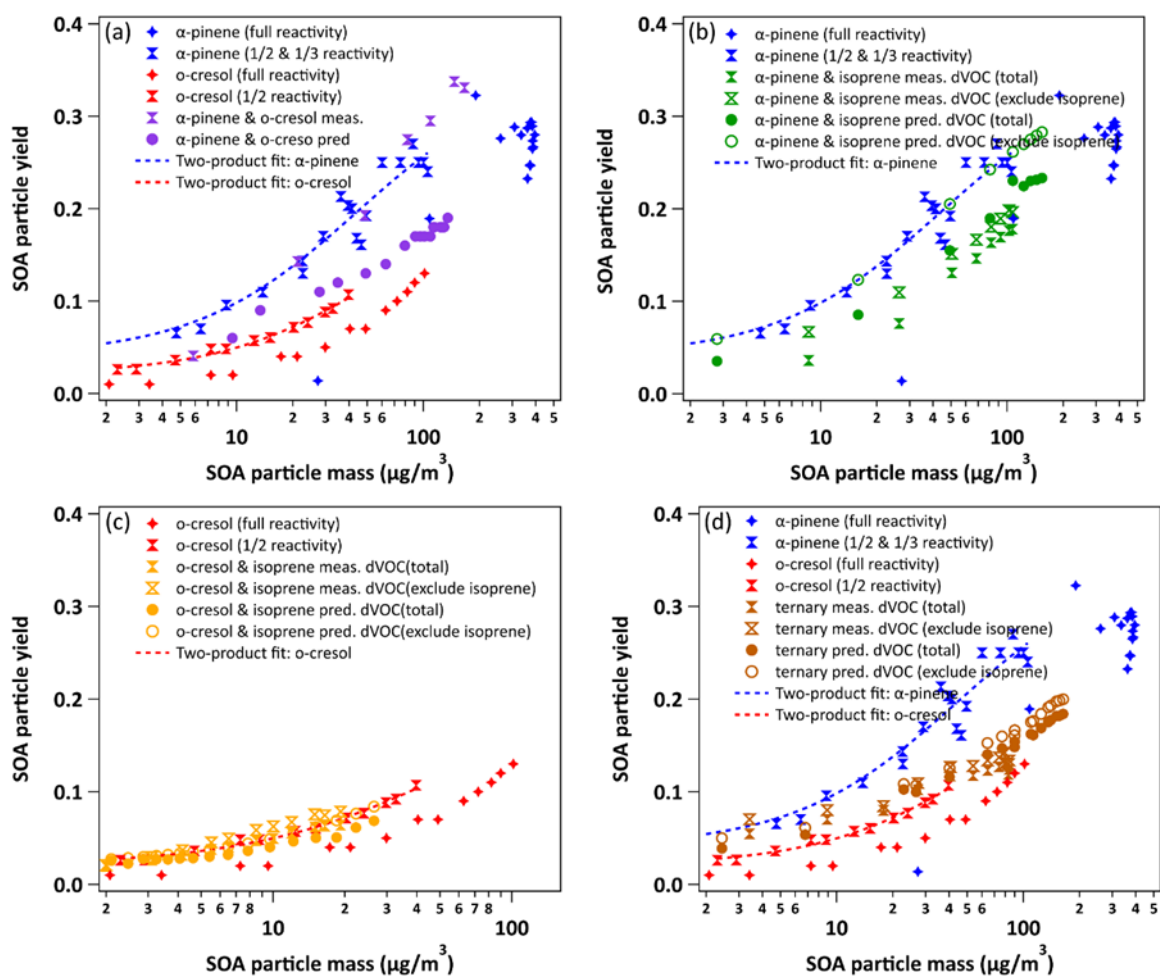 (a)
α-pinene (full reactivity)
α-pinene (1/2 & 1/3 reactivity)
o-cresol (full reactivity)
o-cresol (1/2 reactivity)
α-pinene & o-cresol meas.
α-pinene & o-creso pred
Two-product fit: α-pinene
Two-product fit: o-cresol
0.4
0.3
0.2
0.1
0.0
SOA particle yield
2 3 4 5 6 10 2 3 4 5 6 100 2 3 4 5
SOA particle mass (µg/m³)
(b)
α-pinene (full reactivity)
α-pinene (1/2 & 1/3 reactivity)
α-pinene & isoprene meas. dVOC (total)
α-pinene & isoprene meas. dVOC (exclude isoprene)
α-pinene & isoprene pred. dVOC (total)
α-pinene & isoprene pred. dVOC (exclude isoprene)
Two-product fit: α-pinene
0.4
0.3
0.2
0.1
0.0
SOA particle yield
2 3 4 5 6 10 2 3 4 5 6 100 2 3 4 5
SOA particle mass (µg/m³)
(c)
o-cresol (full reactivity)
o-cresol (1/2 reactivity)
o-cresol & isoprene meas. dVOC(total)
o-cresol & isoprene meas. dVOC(exclude isoprene)
o-cresol & isoprene pred. dVOC(total)
o-cresol & isoprene pred. dVOC(exclude isoprene)
Two-product fit: o-cresol
0.4
0.3
0.2
0.1
0.0
SOA particle yield
2 3 4 5 6 7 8 10 2 3 4 5 6 7 8 100
SOA particle mass (µg/m³)
(d)
α-pinene (full reactivity)
α-pinene (1/2 & 1/3 reactivity)
o-cresol (full reactivity)
o-cresol (1/2 reactivity)
ternary meas. dVOC (total)
ternary meas. dVOC (exclude isoprene)
ternary pred. dVOC (total)
ternary pred. dVOC (exclude isoprene)
Two-product fit: α-pinene
Two-product fit: o-cresol
0.4
0.3
0.2
0.1
0.0
SOA particle yield
2 3 4 5 6 10 2 3 4 5 6 100 2 3 4 5
SOA particle mass (µg/m³)